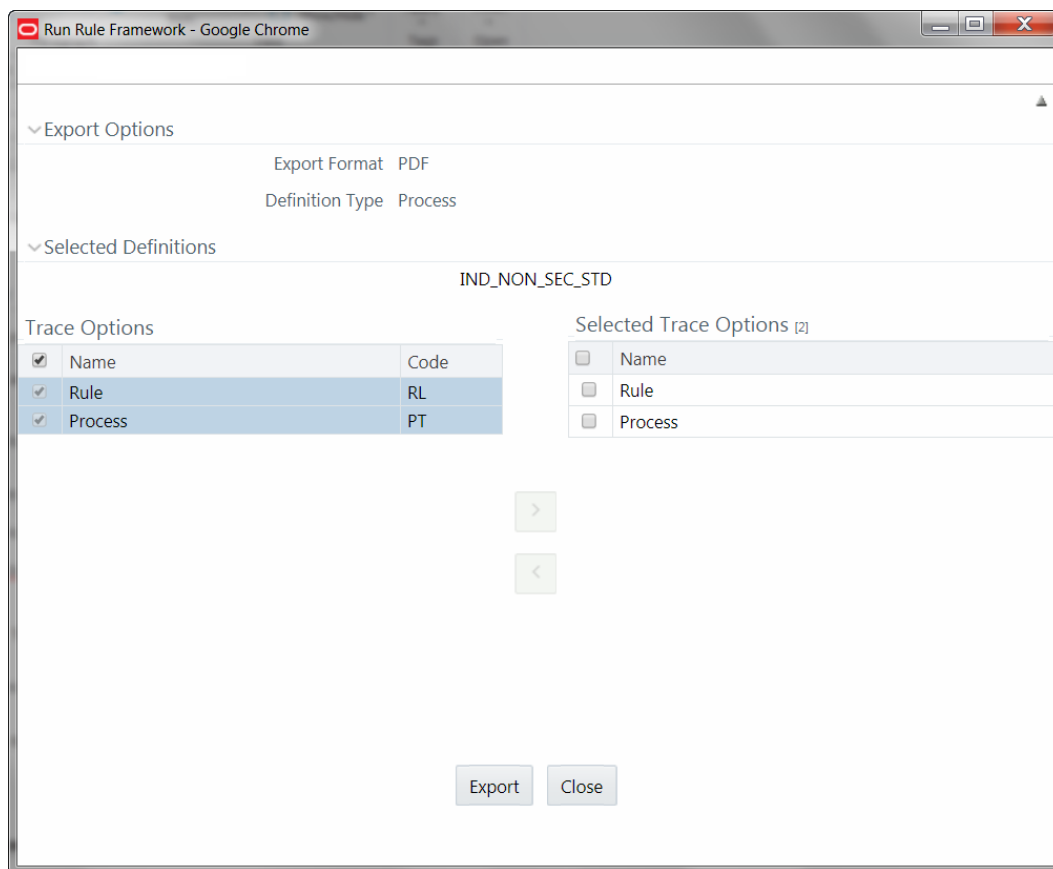 Run Rule Framework - Google Chrome
Export Options
Export Format PDF
Definition Type Process
Selected Definitions
IND_NON_SEC_STD
Trace Options
Name Code
Rule RL
Process PT
Selected Trace Options [2]
Name
Rule
Process
>
<
Export Close